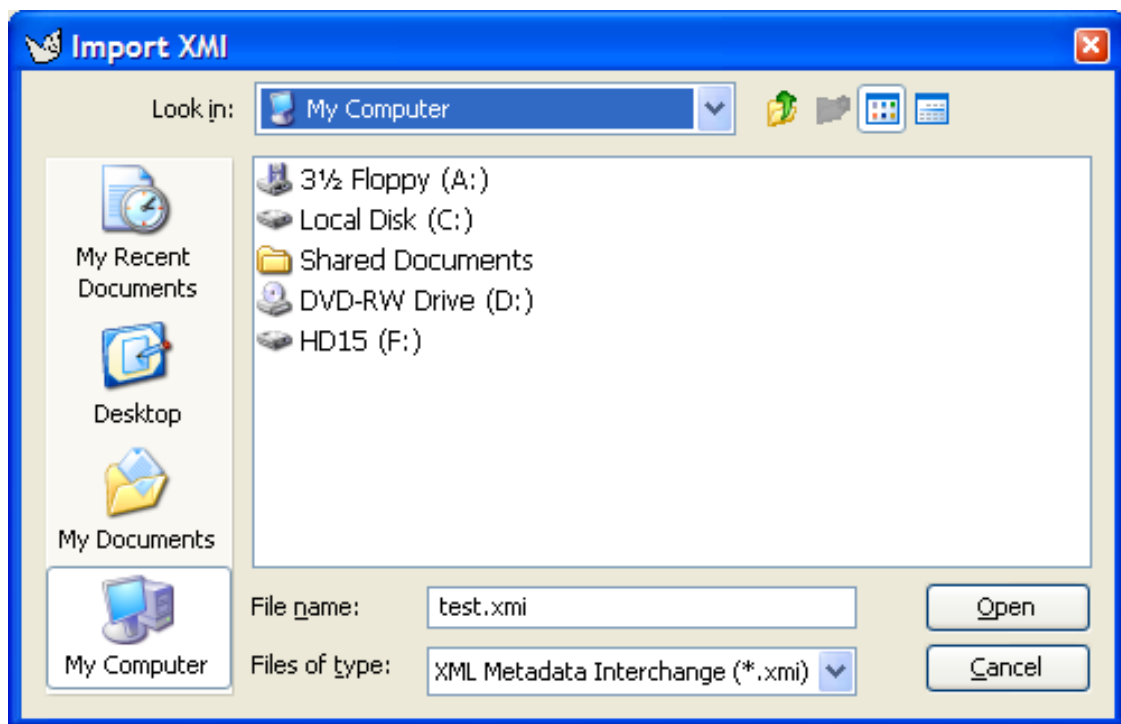 Import XMI
Look in:
My Computer
My Recent
Documents
Desktop
My Documents
My Computer
3½ Floppy (A:)
Local Disk (C:)
Shared Documents
DVD-RW Drive (D:)
HD15 (F:)
File name:
test.xmi
Open
Files of type:
XML Metadata Interchange (*.xmi)
Cancel